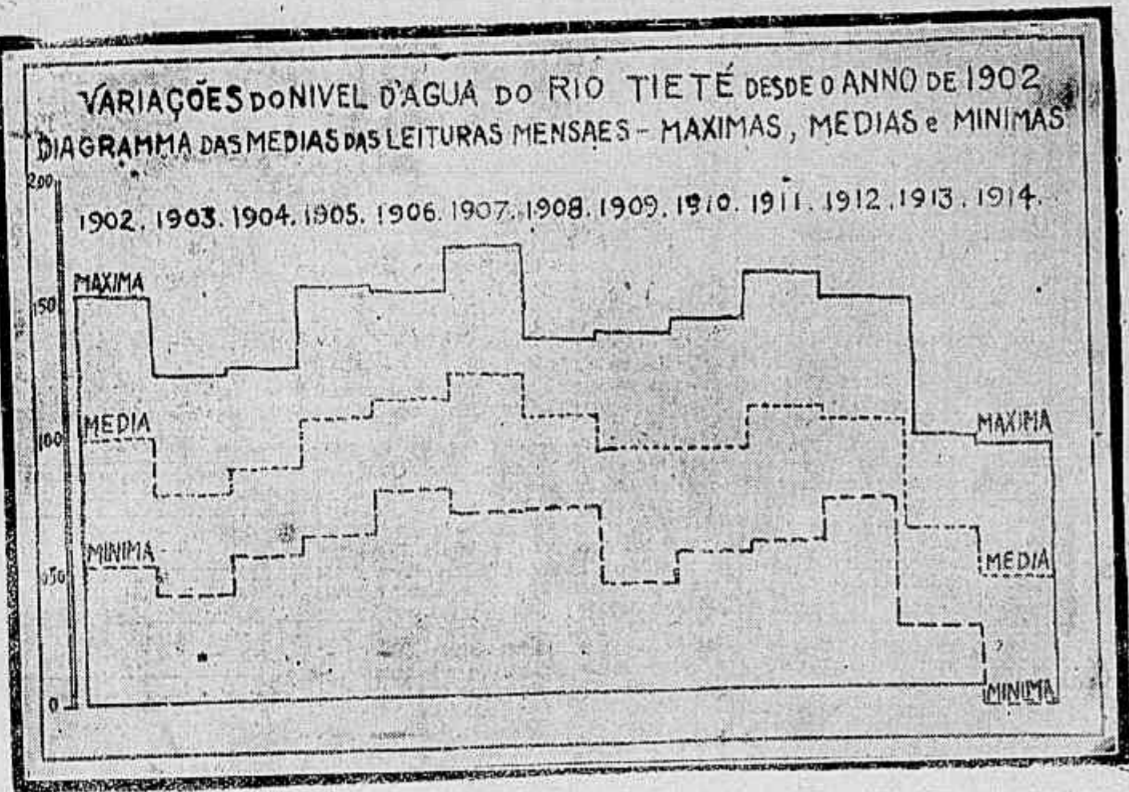 VARIAÇÕES DO NIVEL D'AGUA DO RIO TIETÉ DESDE O ANNO DE 1902
DIAGRAMMA DAS MEDIAS DAS LEITURAS MENSAES - MAXIMAS, MEDIAS e MINIMAS
200
1902. 1903. 1904. 1905. 1906. 1907. 1908. 1909. 1910. 1911. 1912. 1913. 1914.
MAXIMA
150
MEDIA
100
MAXIMA
MINIMA
050
MEDIA
0
MINIMA